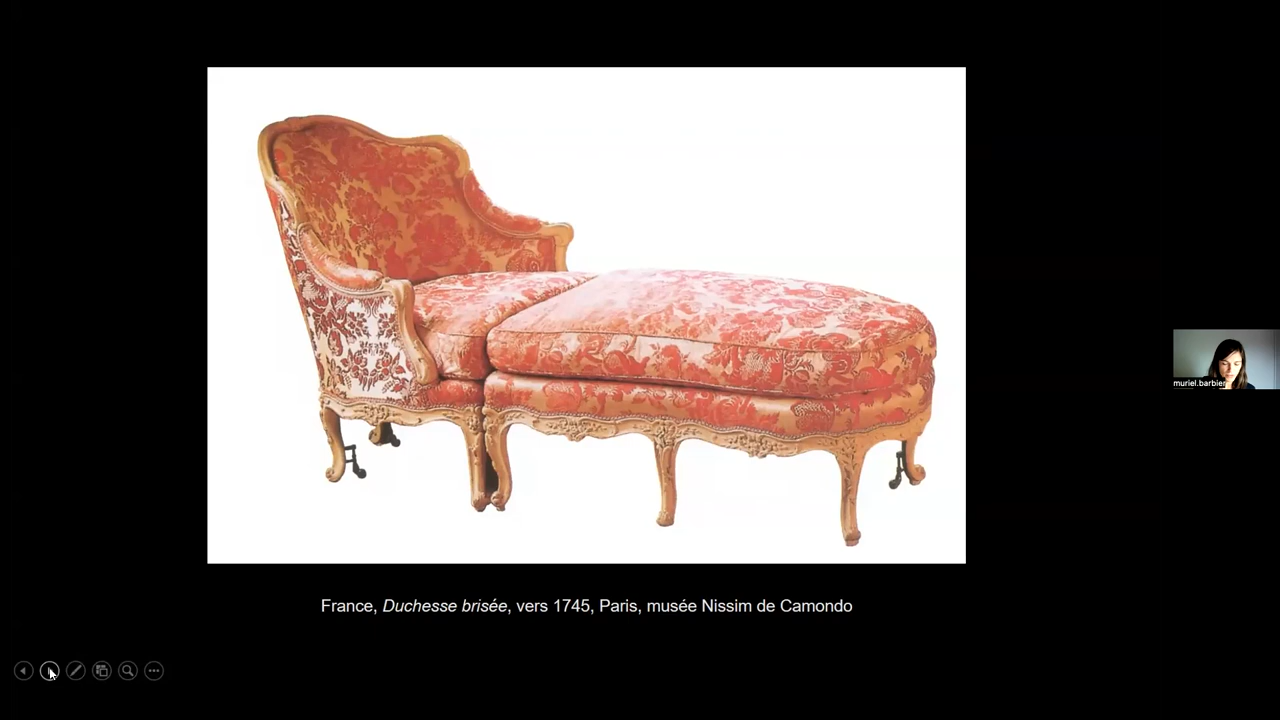 muriel.barbier
France, Duchesse brisée, vers 1745, Paris, musée Nissim de Camondo